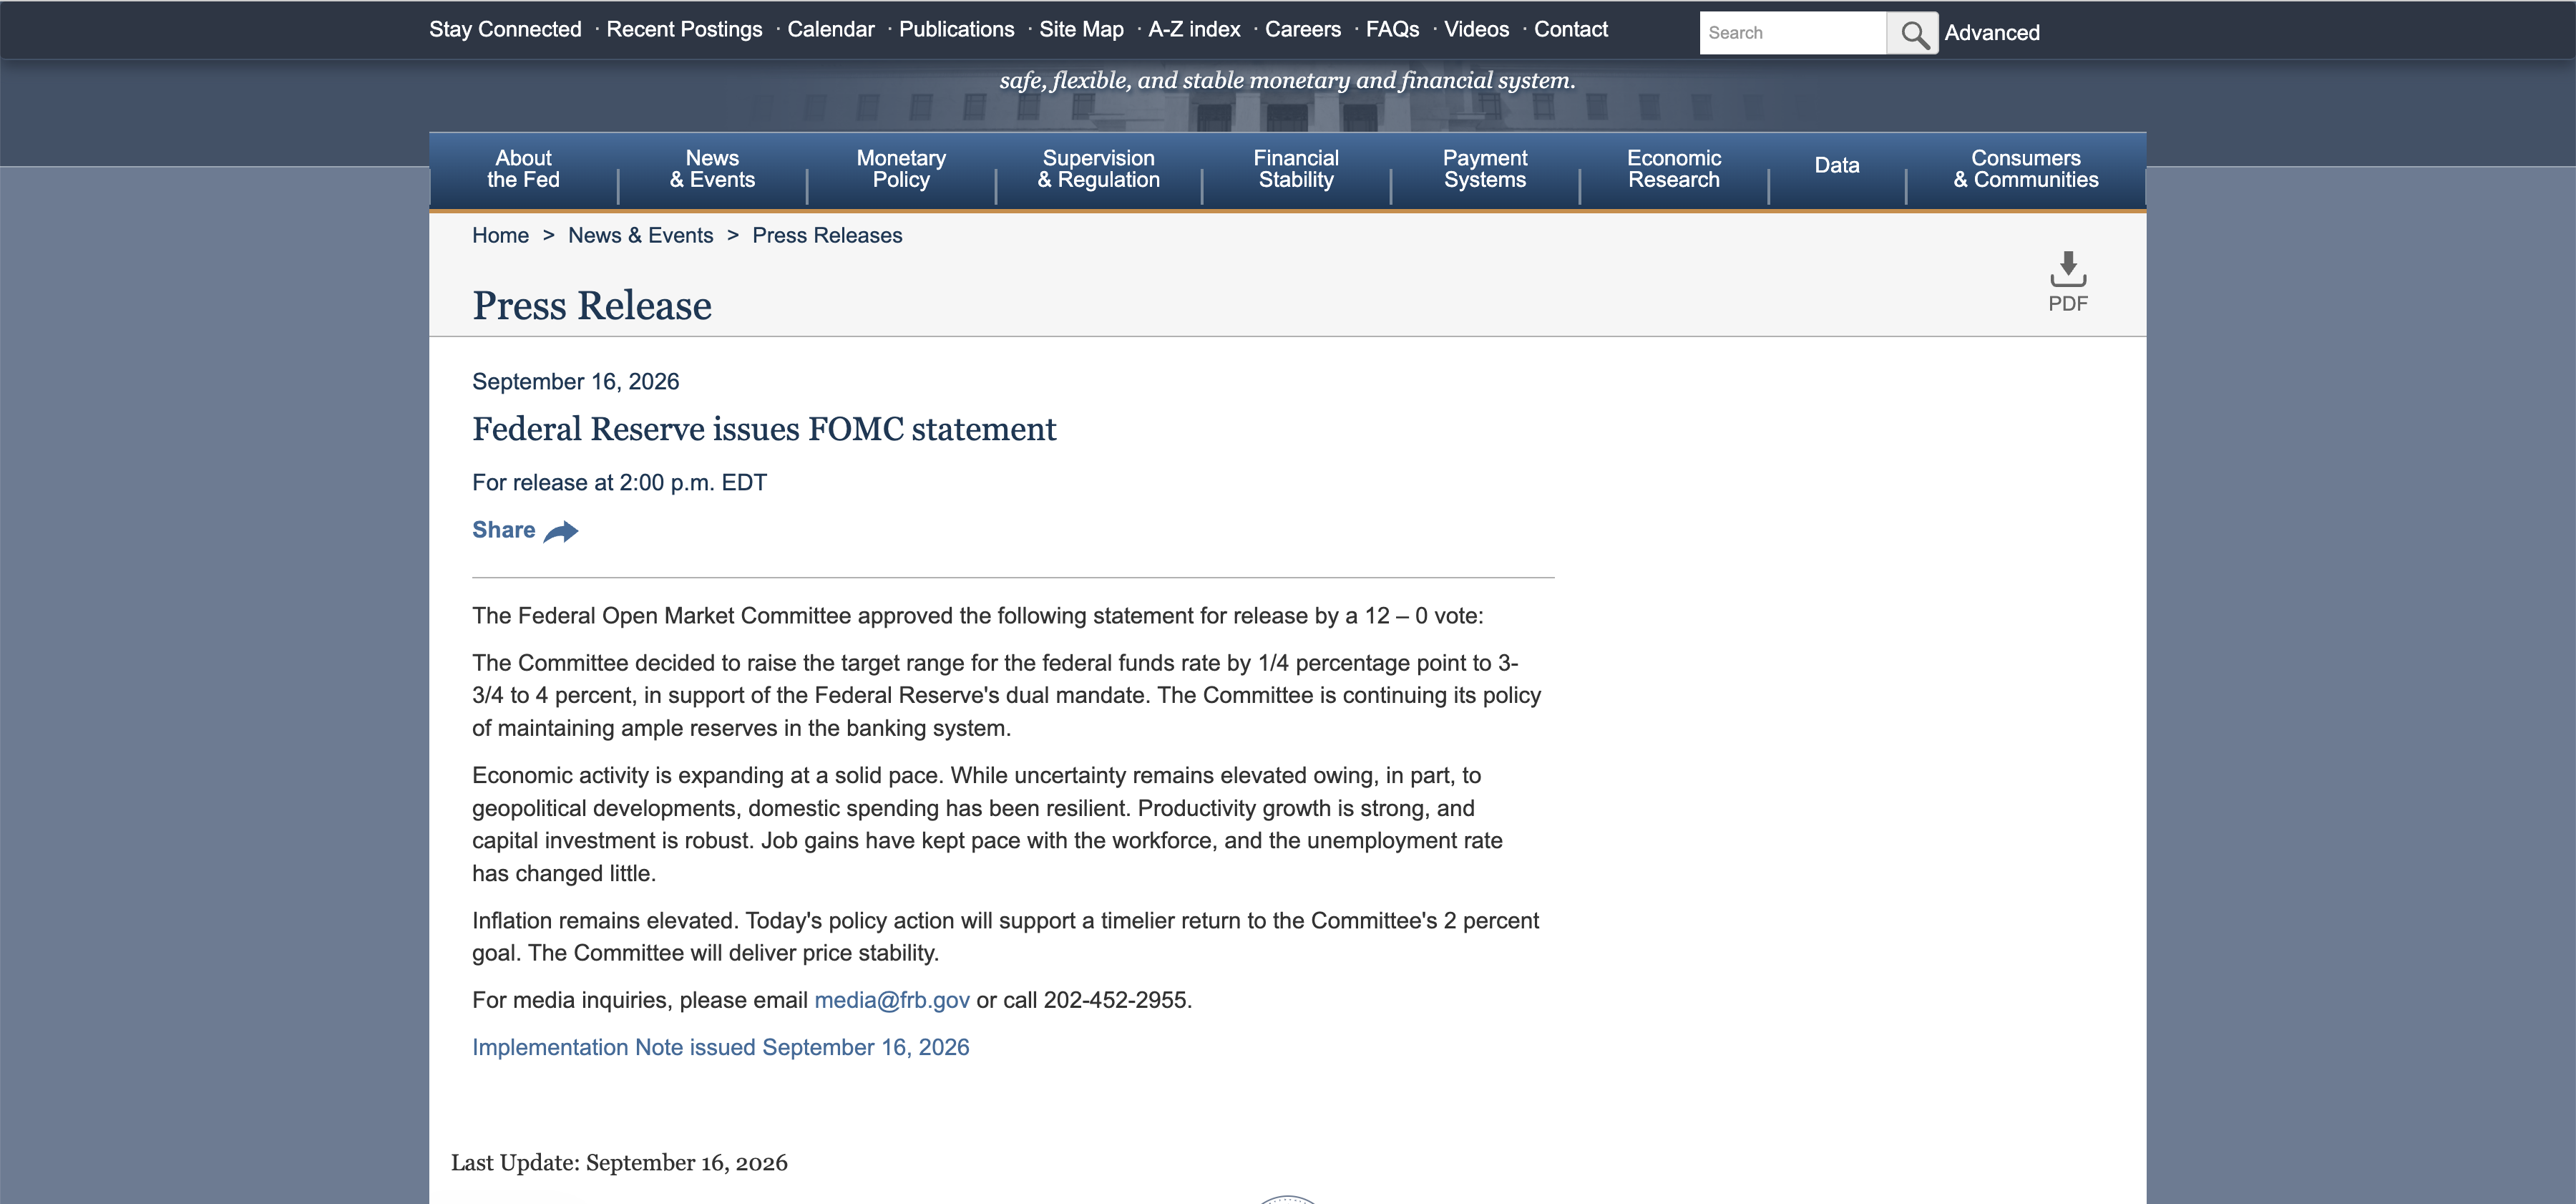 Stay Connected · Recent Postings · Calendar · Publications · Site Map · A-Z index · Careers · FAQs · Videos · Contact
Search
Advanced
safe, flexible, and stable monetary and financial system.
About
the Fed
News
& Events
Monetary
Policy
Supervision
& Regulation
Financial
Stability
Payment
Systems
Economic
Research
Data
Consumers
& Communities
Home > News & Events > Press Releases
PDF
Press Release
September 16, 2026
Federal Reserve issues FOMC statement
For release at 2:00 p.m. EDT
Share
The Federal Open Market Committee approved the following statement for release by a 12 – 0 vote:
The Committee decided to raise the target range for the federal funds rate by 1/4 percentage point to 3-
3/4 to 4 percent, in support of the Federal Reserve's dual mandate. The Committee is continuing its policy
of maintaining ample reserves in the banking system.
Economic activity is expanding at a solid pace. While uncertainty remains elevated owing, in part, to
geopolitical developments, domestic spending has been resilient. Productivity growth is strong, and
capital investment is robust. Job gains have kept pace with the workforce, and the unemployment rate
has changed little.
Inflation remains elevated. Today's policy action will support a timelier return to the Committee's 2 percent
goal. The Committee will deliver price stability.
For media inquiries, please email media@frb.gov or call 202-452-2955.
Implementation Note issued September 16, 2026
Last Update: September 16, 2026